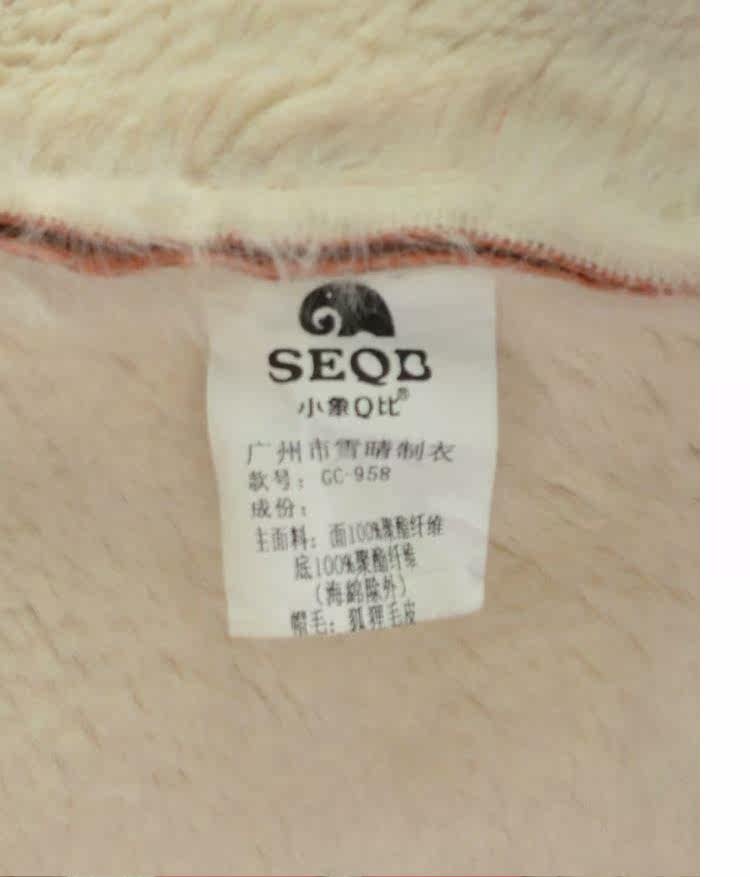 SEQB
小象Q比®
广州市雪晴制衣
款号：GC-958
成份：
主面料：面100%聚酯纤维
底100%聚酯纤维
(海綿除外)
帽毛：狐狸毛皮